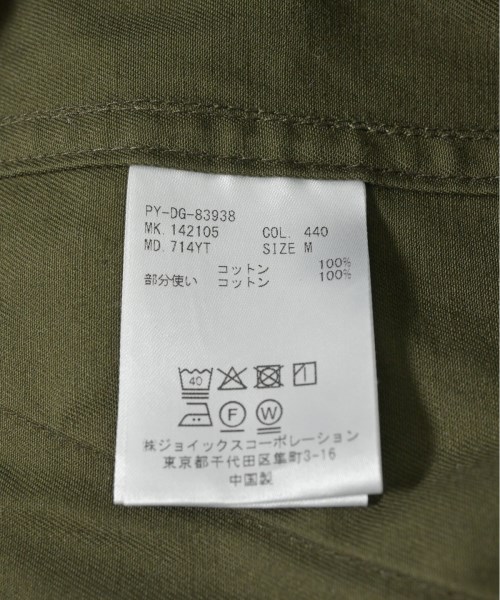 PY-DG-83938
MK. 142105 COL. 440
MD. 714YT SIZE M
コットン 100%
部分使い コットン 100%
40
F W
株ジョイックスコーポレーション
東京都千代田区隼町3-16
中国製